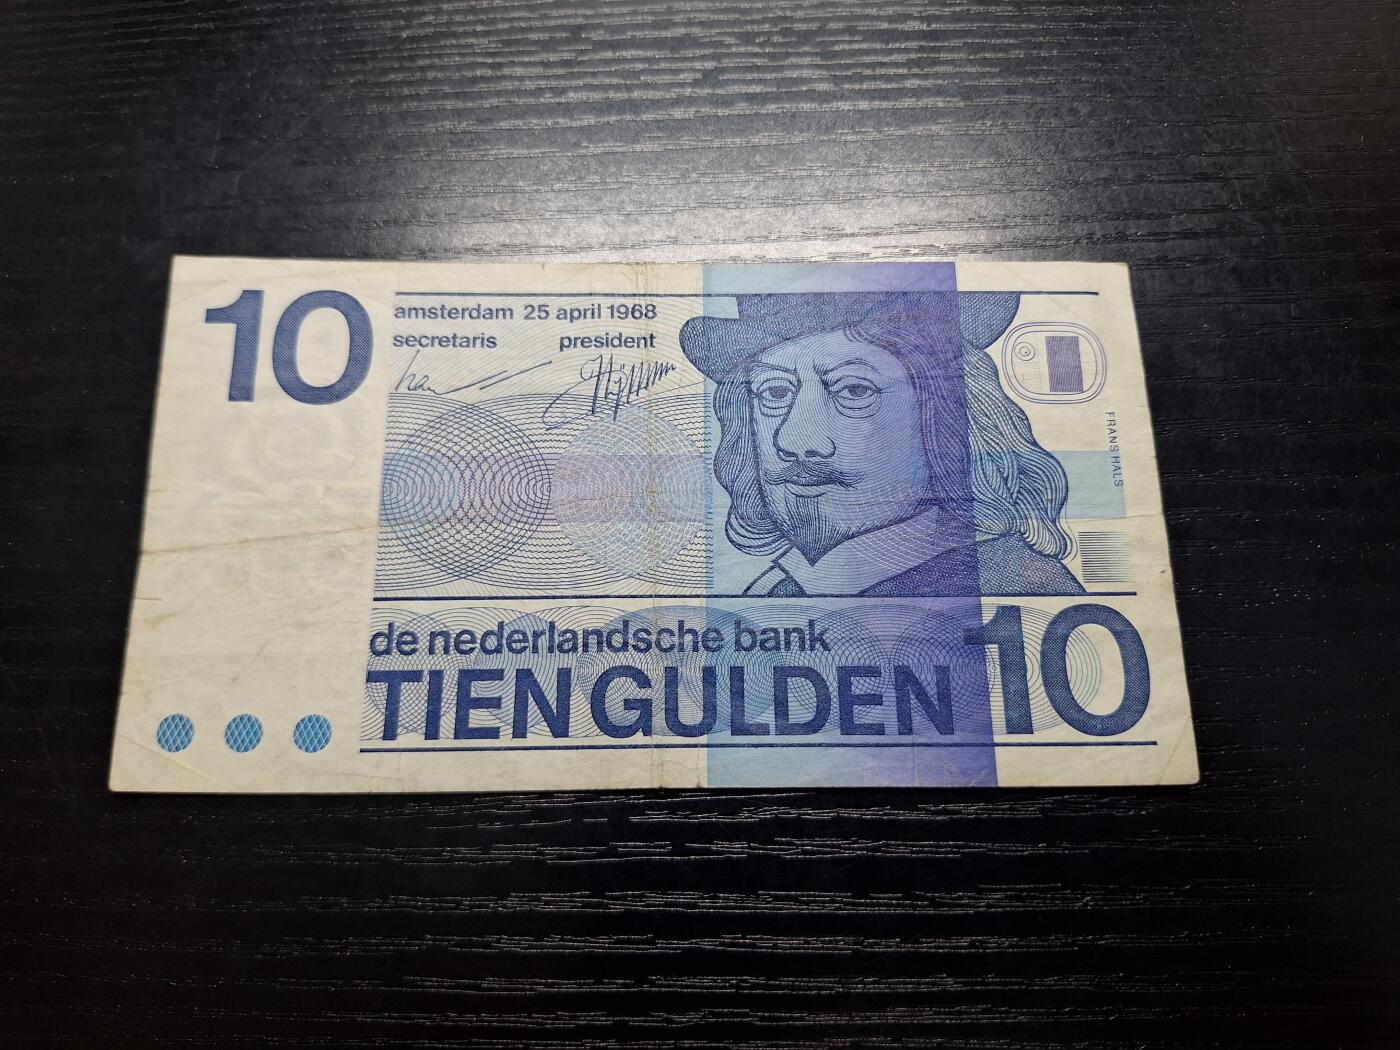 10
amsterdam 25 april 1968
secretaris president
FRANS HALS
de nederlandsche bank
TIEN GULDEN
10